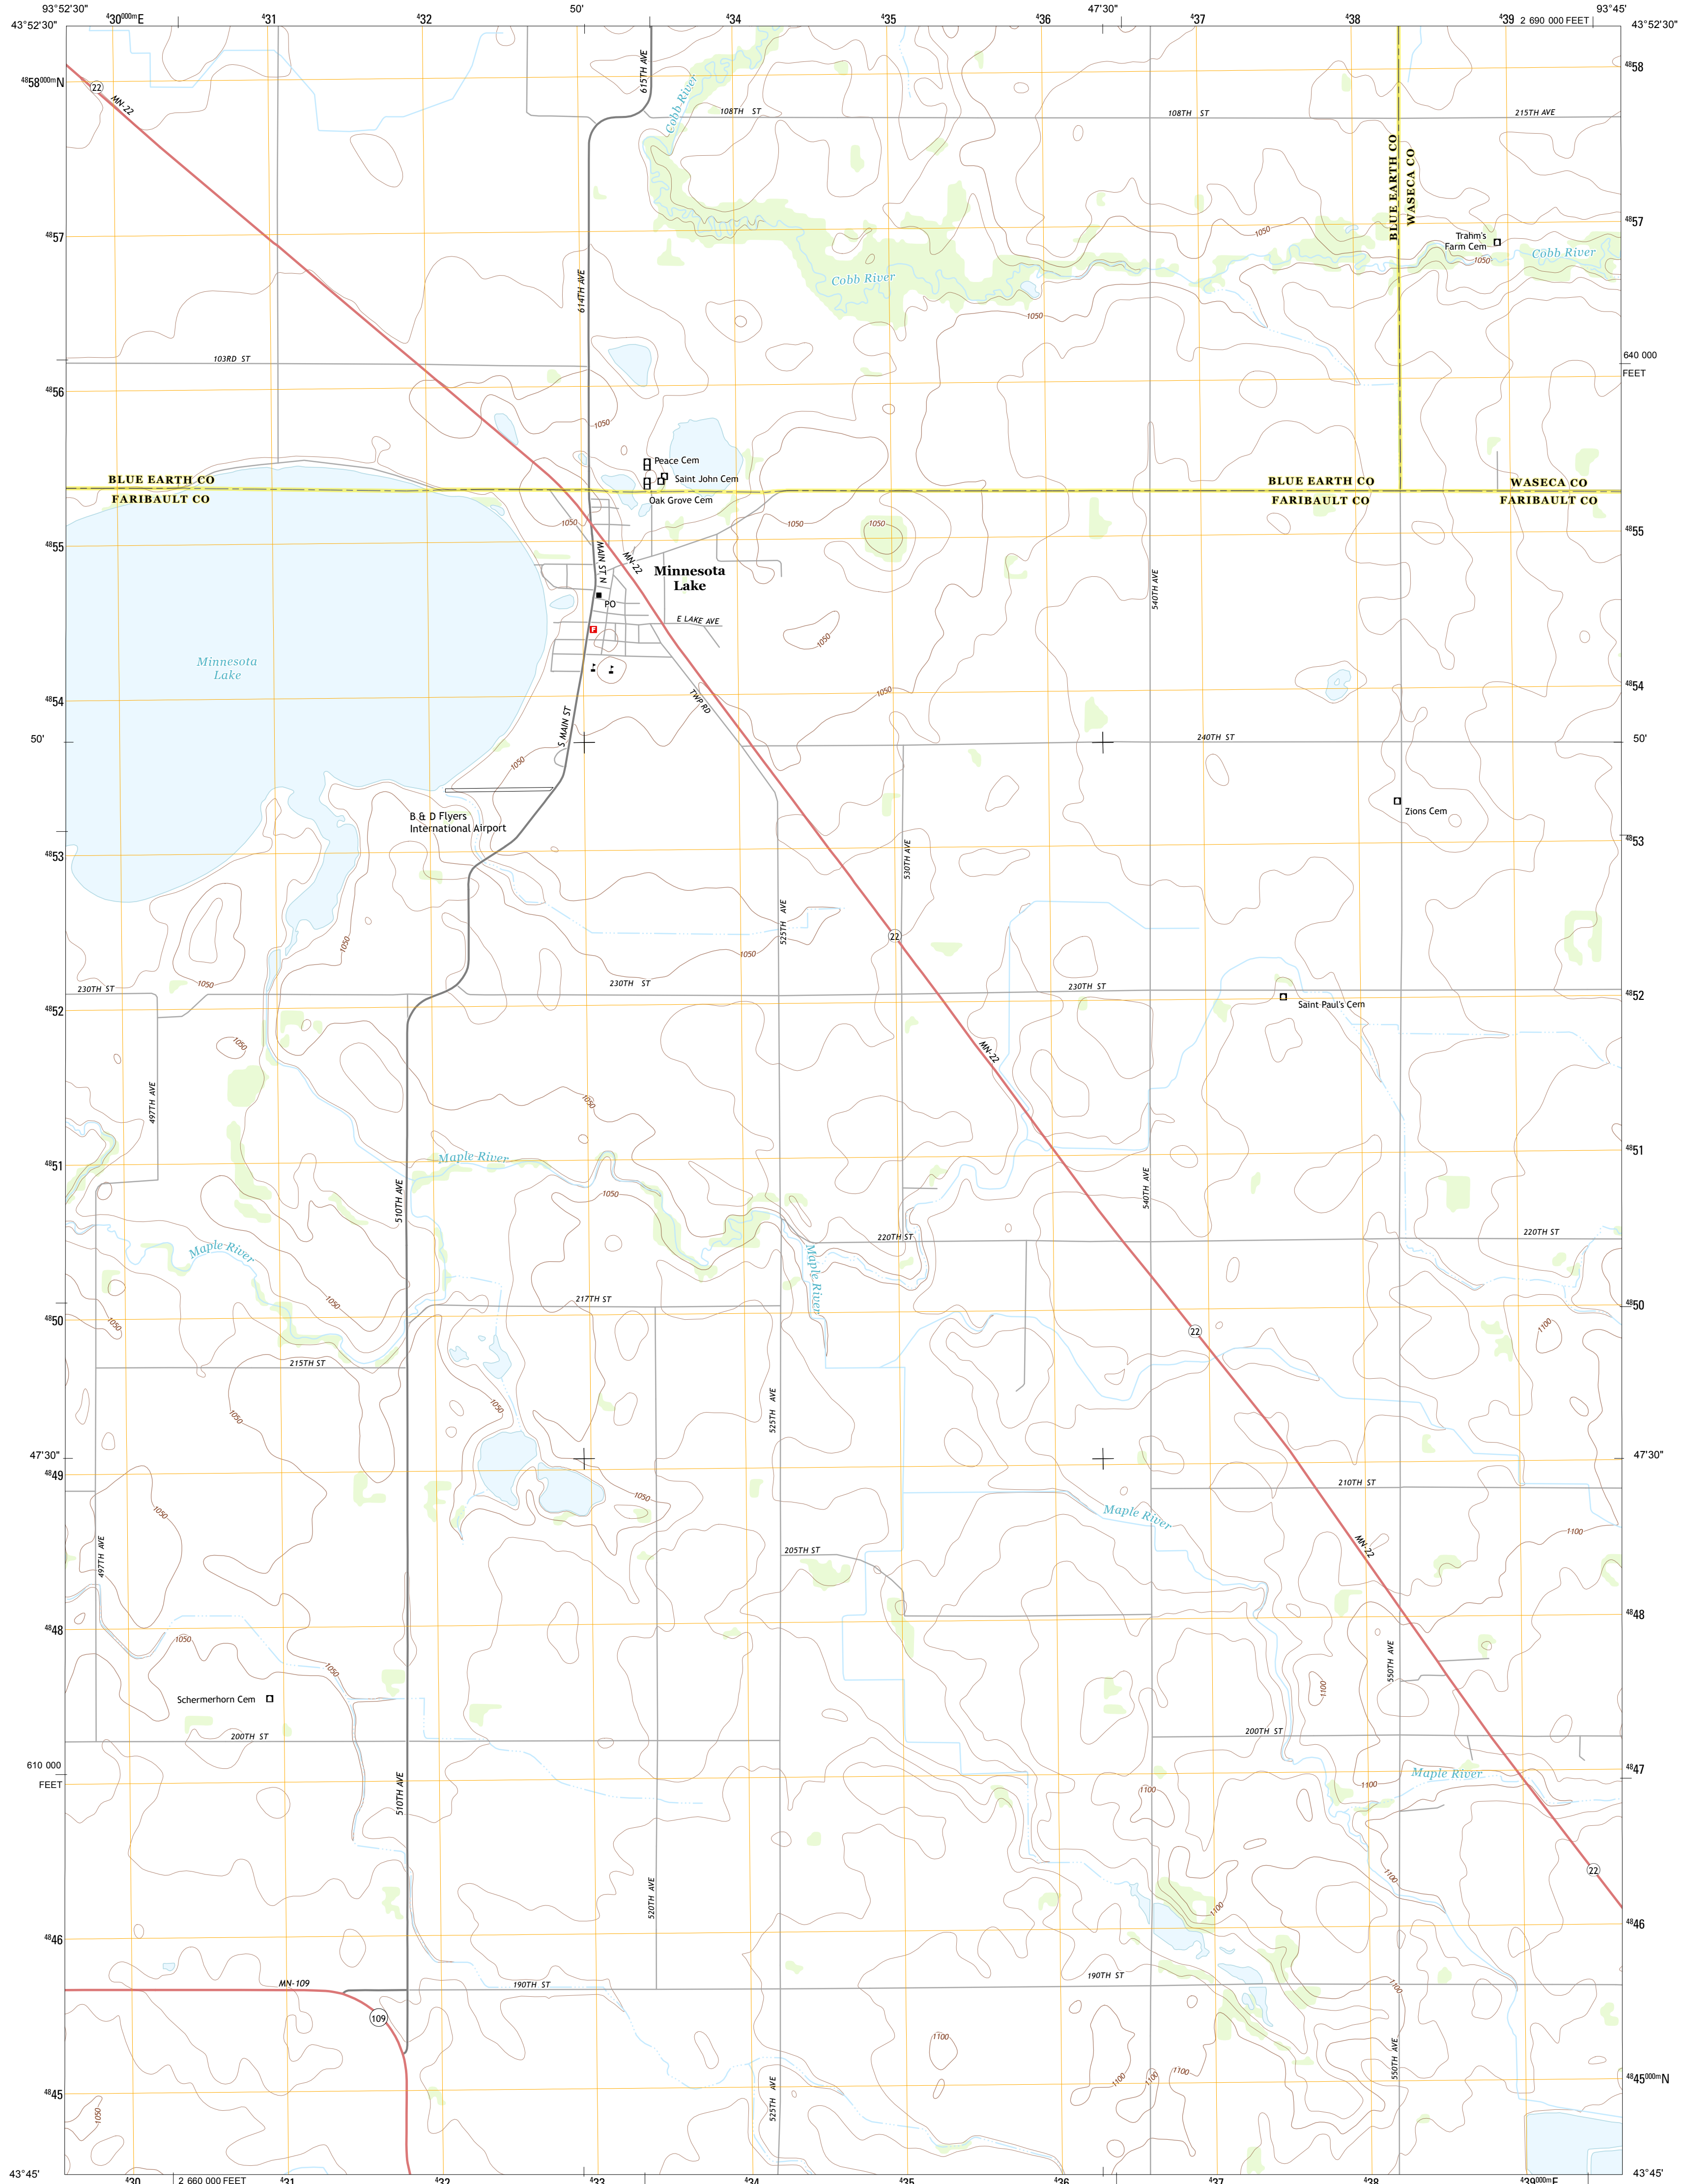 93°52'30"
⁴30⁰⁰⁰ᵐE
⁴31
⁴32
50'
⁴34
⁴35
⁴36
47'30"
⁴37
⁴38
⁴39
2 690 000 FEET
93°45'
43°52'30"
43°52'30"
⁴⁸58⁰⁰⁰ᵐN
⁴⁸58
22
MN-22
615TH AVE
Cobb River
108TH ST
108TH ST
215TH AVE
BLUE EARTH CO
WASECA CO
⁴⁸57
⁴⁸57
1050
Trahm's
Farm Cem
1050
Cobb River
614TH AVE
Cobb River
1050
103RD ST
640 000
FEET
⁴⁸56
1050
Peace Cem
Saint John Cem
Oak Grove Cem
BLUE EARTH CO
FARIBAULT CO
BLUE EARTH CO
FARIBAULT CO
WASECA CO
FARIBAULT CO
1050
1050
1050
⁴⁸55
⁴⁸55
MAIN ST N
MN-22
Minnesota
Lake
540TH AVE
PO
F
E LAKE AVE
1050
Minnesota
Lake
⁴⁸54
⁴⁸54
TWP RD
1050
S MAIN ST
50'
50'
240TH ST
1050
Zions Cem
B & D Flyers
International Airport
⁴⁸53
⁴⁸53
530TH AVE
525TH AVE
22
1050
1050
1050
230TH ST
230TH ST
230TH ST
⁴⁸52
⁴⁸52
Saint Paul's Cem
1050
MN-22
497TH AVE
1050
⁴⁸51
⁴⁸51
Maple River
510TH AVE
1050
540TH AVE
Maple River
220TH ST
220TH ST
Maple River
1050
217TH ST
⁴⁸50
⁴⁸50
1050
22
1100
215TH ST
1050
1050
525TH AVE
47'30"
47'30"
⁴⁸49
210TH ST
1050
1050
Maple River
1100
MN-22
497TH AVE
205TH ST
⁴⁸48
⁴⁸48
1050
1050
550TH AVE
1100
Schermerhorn Cem
200TH ST
200TH ST
610 000
FEET
⁴⁸47
Maple River
510TH AVE
1100
1100
22
1100
520TH AVE
1100
⁴⁸46
⁴⁸46
MN-109
190TH ST
190TH ST
1100
109
1100
550TH AVE
1100
1100
1100
⁴⁸45
⁴⁸45⁰⁰⁰ᵐN
1050
525TH AVE
43°45'
43°45'
⁴30
2 660 000 FEET
⁴31
⁴32
⁴33
⁴34
⁴35
⁴36
⁴37
⁴38
⁴39⁰⁰⁰ᵐE